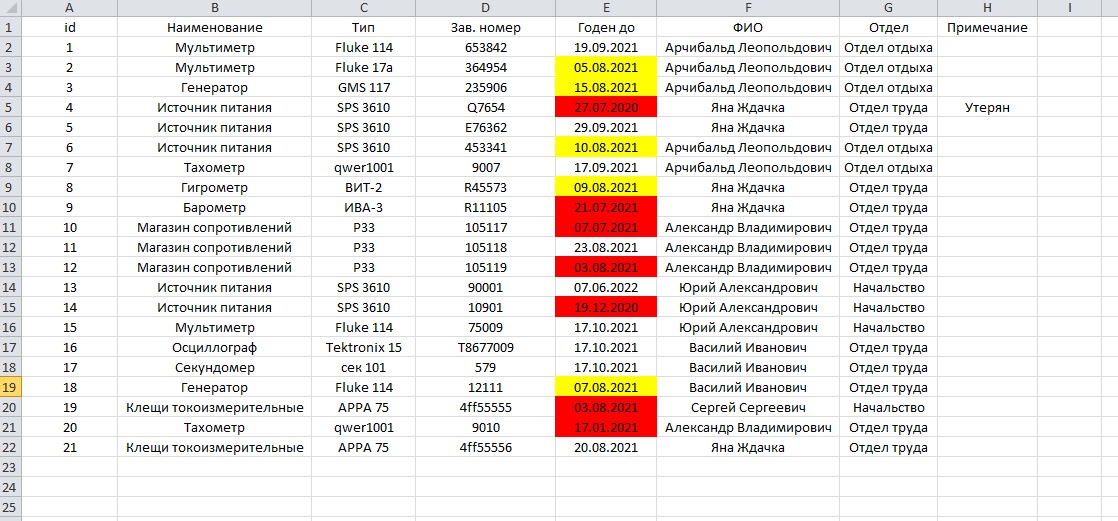 A B C D E F G H I
1 id Наименование Тип Зав. номер Годен до ФИО Отдел Примечание
2 1 Мультиметр Fluke 114 653842 19.09.2021 Арчибальд Леопольдович Отдел отдыха
3 2 Мультиметр Fluke 17a 364954 05.08.2021 Арчибальд Леопольдович Отдел отдыха
4 3 Генератор GMS 117 235906 15.08.2021 Арчибальд Леопольдович Отдел отдыха
5 4 Источник питания SPS 3610 Q7654 27.07.2020 Яна Ждачка Отдел труда Утерян
6 5 Источник питания SPS 3610 E76362 29.09.2021 Яна Ждачка Отдел труда
7 6 Источник питания SPS 3610 453341 10.08.2021 Арчибальд Леопольдович Отдел отдыха
8 7 Тахометр qwer1001 9007 17.09.2021 Арчибальд Леопольдович Отдел отдыха
9 8 Гигрометр ВИТ-2 R45573 09.08.2021 Яна Ждачка Отдел труда
10 9 Барометр ИВА-3 R11105 21.07.2021 Яна Ждачка Отдел труда
11 10 Магазин сопротивлений Р33 105117 07.07.2021 Александр Владимирович Отдел труда
12 11 Магазин сопротивлений Р33 105118 23.08.2021 Александр Владимирович Отдел труда
13 12 Магазин сопротивлений Р33 105119 03.08.2021 Александр Владимирович Отдел труда
14 13 Источник питания SPS 3610 90001 07.06.2022 Юрий Александрович Начальство
15 14 Источник питания SPS 3610 10901 19.12.2020 Юрий Александрович Начальство
16 15 Мультиметр Fluke 114 75009 17.10.2021 Юрий Александрович Начальство
17 16 Осциллограф Tektronix 15 T8677009 17.10.2021 Василий Иванович Отдел труда
18 17 Секундомер сек 101 579 17.10.2021 Василий Иванович Отдел труда
19 18 Генератор Fluke 114 12111 07.08.2021 Василий Иванович Отдел труда
20 19 Клещи токоизмерительные APPA 75 4ff55555 03.08.2021 Сергей Сергеевич Начальство
21 20 Тахометр qwer1001 9010 17.01.2021 Александр Владимирович Отдел труда
22 21 Клещи токоизмерительные APPA 75 4ff55556 20.08.2021 Яна Ждачка Отдел труда
23
24
25